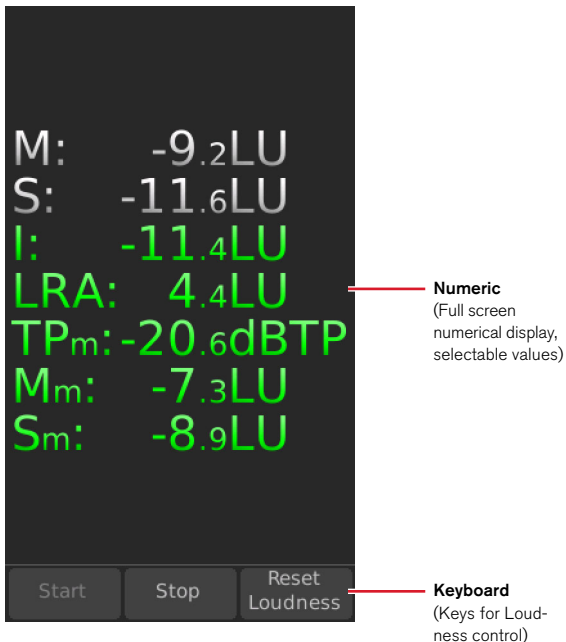 M: -9.2LU
S: -11.6LU
I: -11.4LU
LRA: 4.4LU
TPm:-20.6dBTP
Mm: -7.3LU
Sm: -8.9LU
Numeric
(Full screen
numerical display,
selectable values)
Start Stop Reset
Loudness
Keyboard
(Keys for Loud-
ness control)